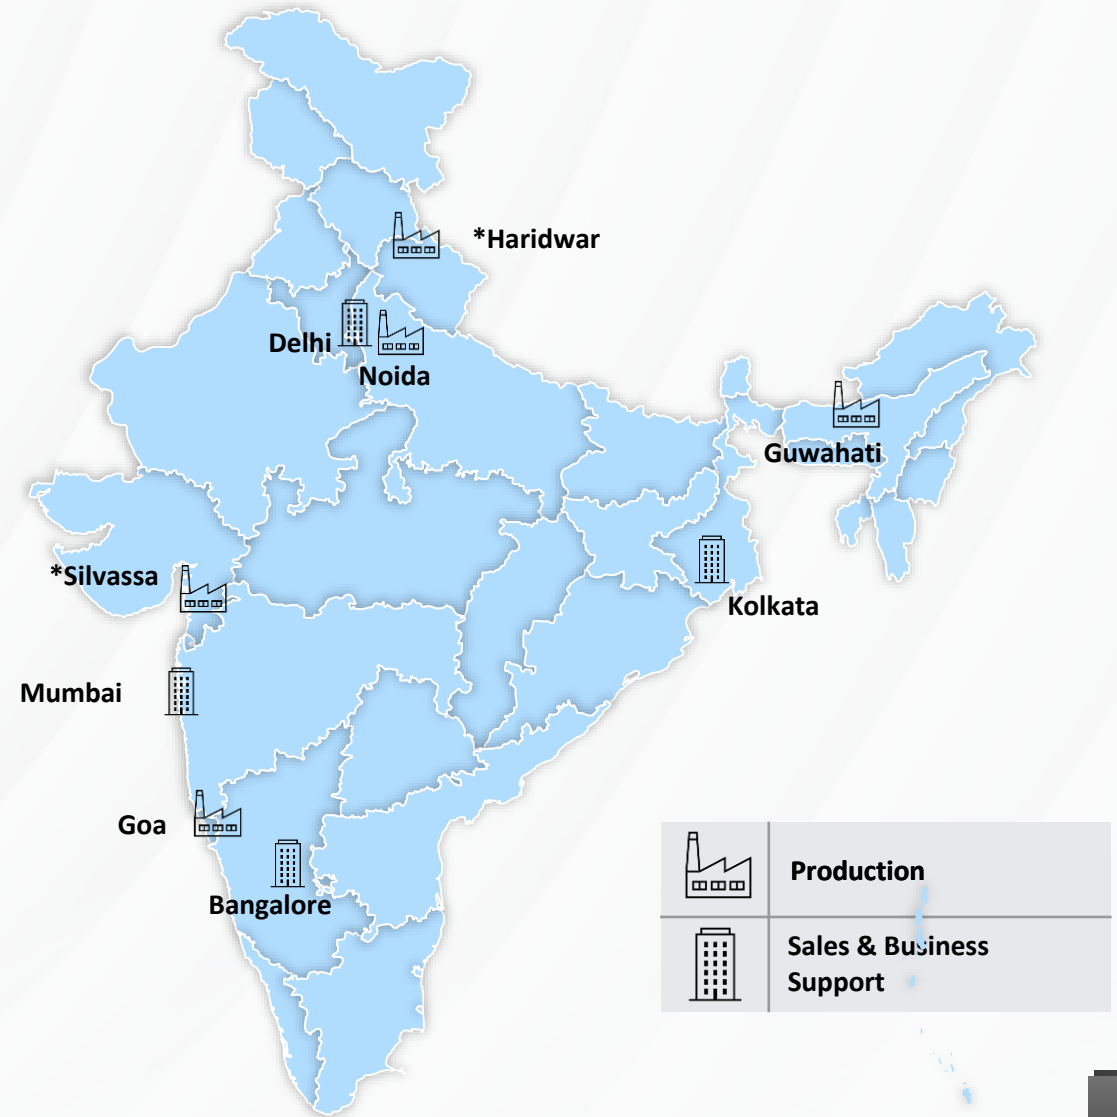 *Haridwar
Delhi
Noida
Guwahati
*Silvassa
Kolkata
Mumbai
Goa
Bangalore
Production
Sales & Business
Support